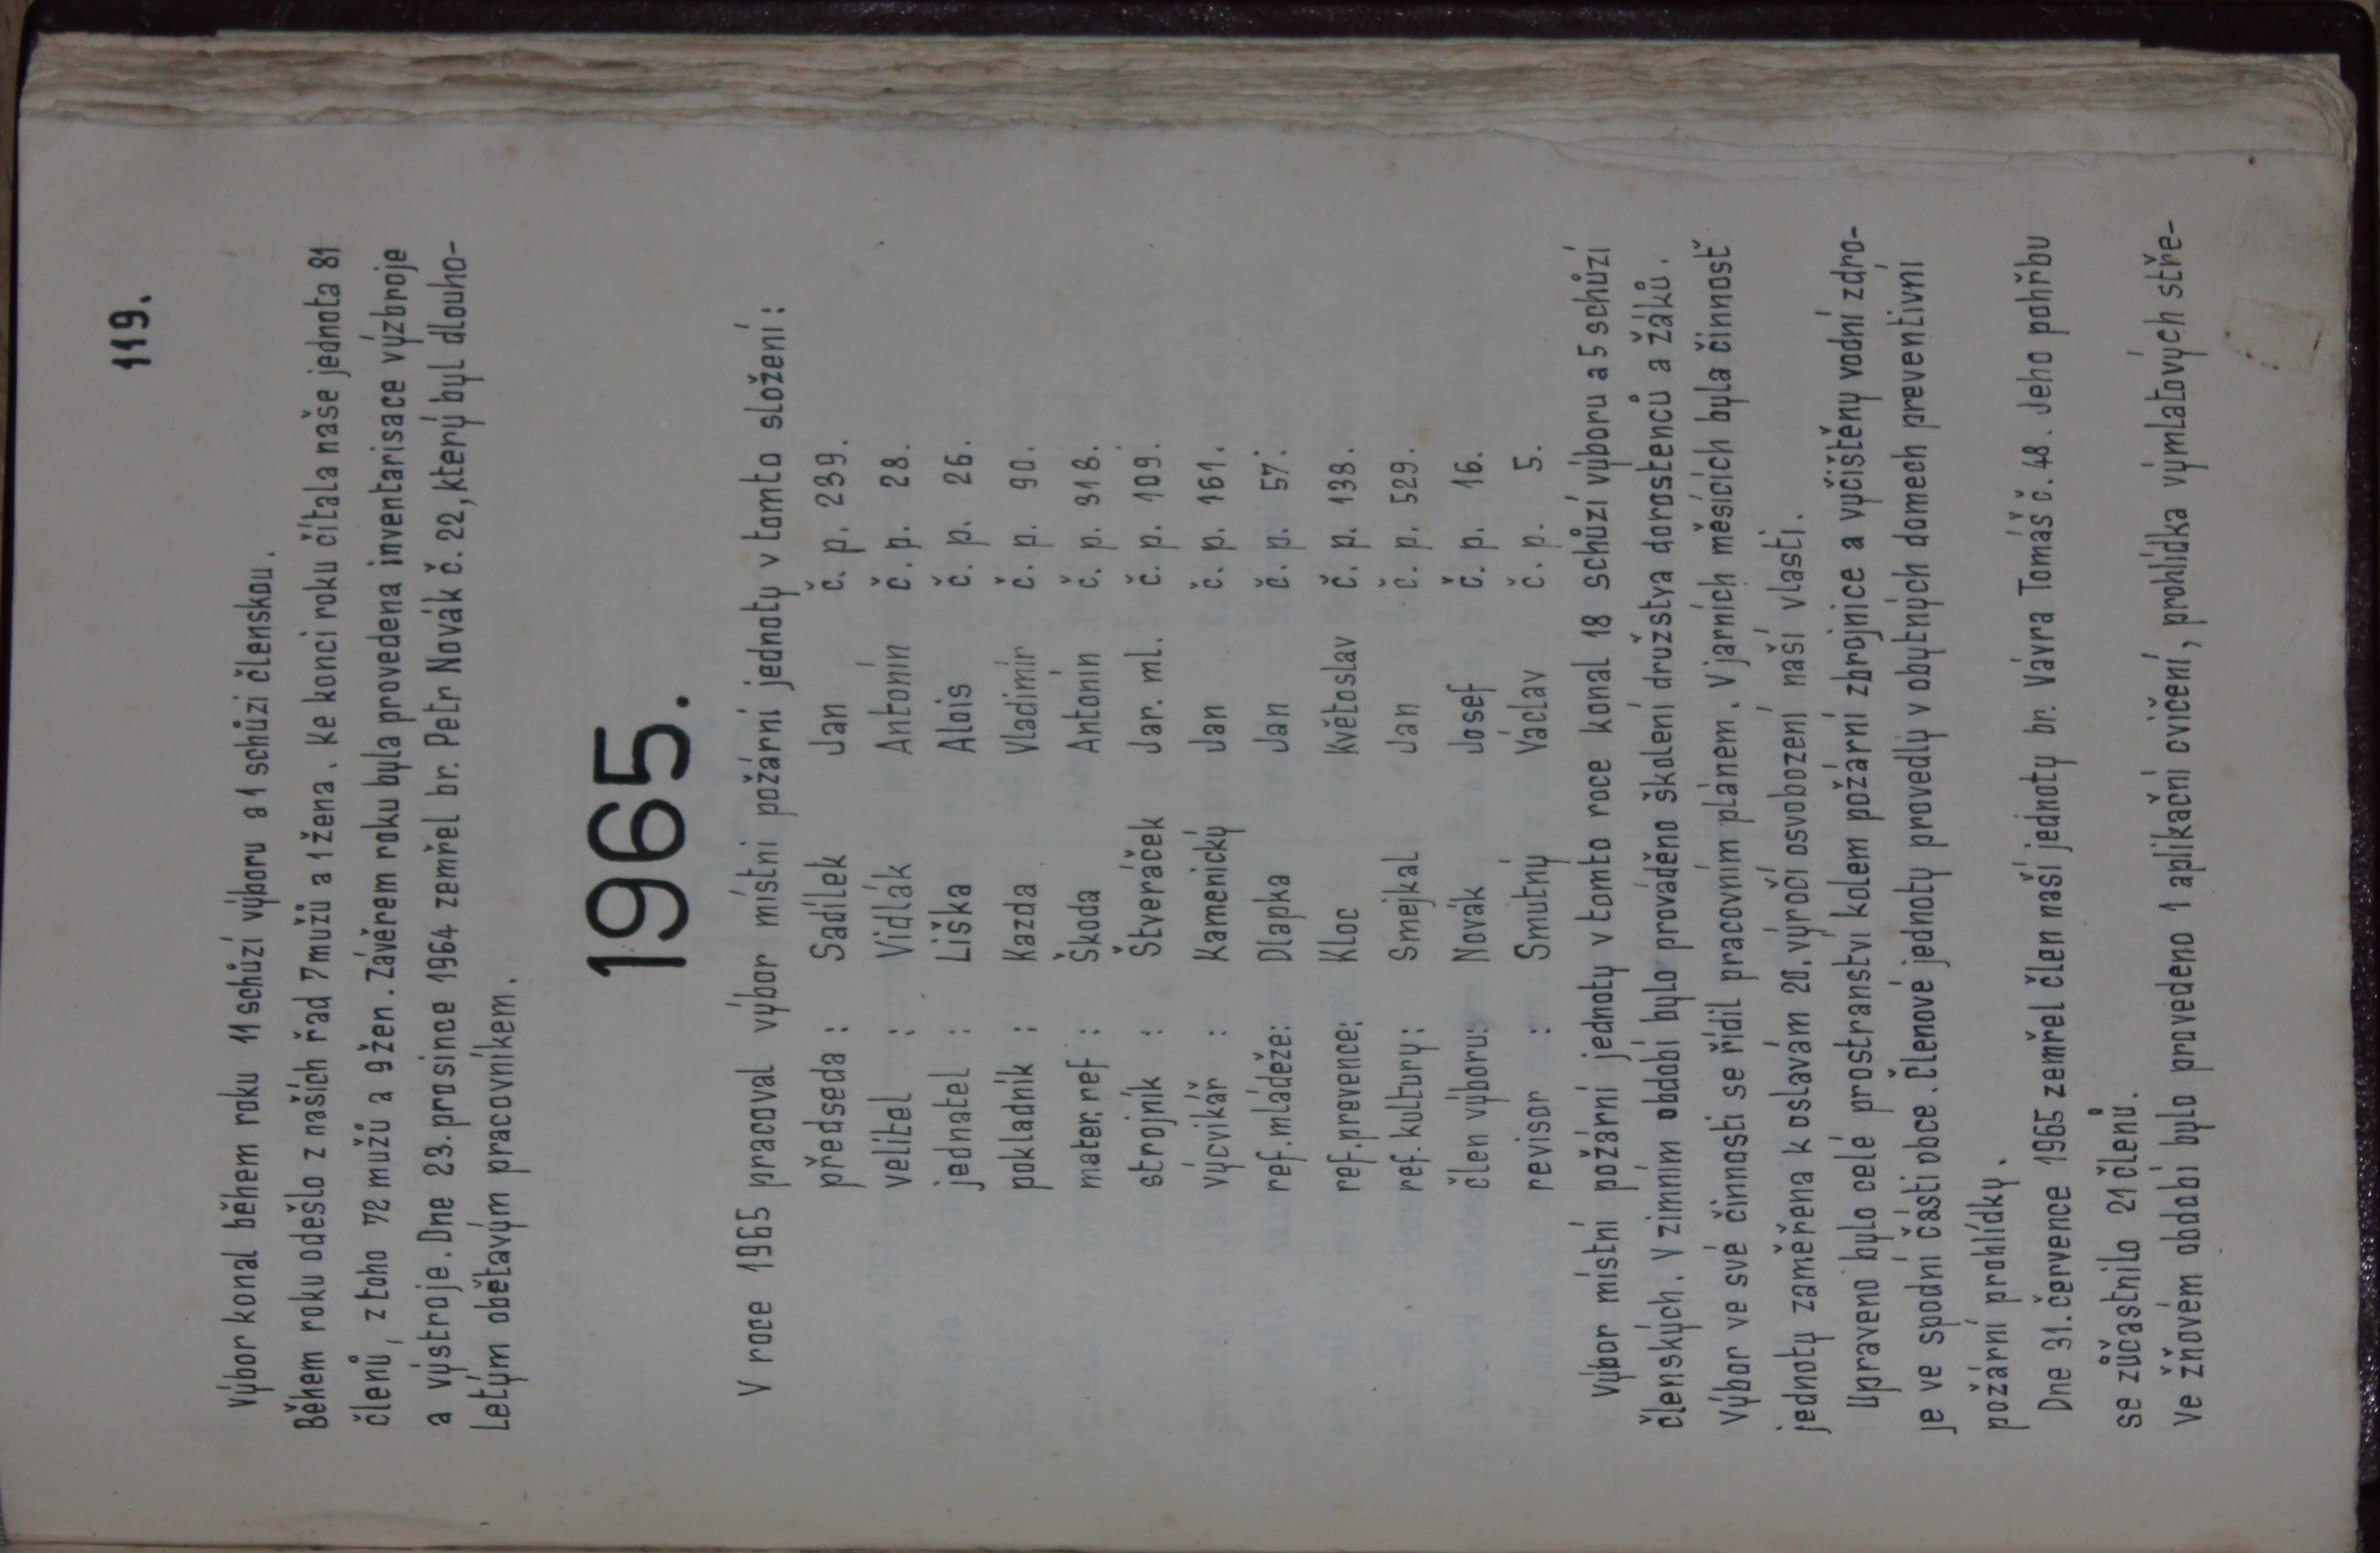 119.
Výbor konal během roku 11 schůzí výboru a 1 schůzi členskou.
Během roku odešlo z našich řad 7 mužů a 1 žena. Ke konci roku čítala naše jednota 81
členů, z toho 72 mužů a 9 žen. Závěrem roku byla provedena inventarisace výzbroje
a výstroje. Dne 23. prosince 1964 zemřel br. Petr Novák č. 22, který byl dlouho-
letým obětavým pracovníkem.
1965.
V roce 1965 pracoval výbor místní požární jednoty v tomto složení:
předseda : Sadílek Jan č. p. 239.
velitel : Vidlák Antonín č. p. 28.
jednatel : Liška Alois č. p. 26.
pokladník : Kazda Vladimír č. p. 90.
mater. ref : Škoda Antonín č. p. 318.
strojník : Štveráček Jar. ml. č. p. 109.
výcvikář : Kamenický Jan č. p. 161.
ref. mládeže: Dlapka Jan č. p. 57.
ref. prevence: Kloc Květoslav č. p. 138.
ref. kultury: Smejkal Jan č. p. 529.
člen výboru: Novák Josef č. p. 16.
revisor : Smutný Václav č. p. 5.
Výbor místní požární jednoty v tomto roce konal 18 schůzí výboru a 5 schůzí
členských. V zimním období bylo prováděno školení družstva dorostenců a žáků.
Výbor ve své činnosti se řídil pracovním plánem. V jarních měsících byla činnosť
jednoty zaměřena k oslavám 20. výročí osvobození naší vlasti.
Upraveno bylo celé prostranství kolem požární zbrojnice a vyčištěny vodní zdro-
je ve spodní části obce. Členové jednoty provedly v obytných domech preventivní
požární prohlídky.
Dne 31. července 1965 zemřel člen naší jednoty br. Vávra Tomáš č. 48. Jeho pohřbu
se zůčastnilo 21 členů.
Ve žňovém období bylo provedeno 1 aplikační cvičení, prohlídka výmlatových stře-